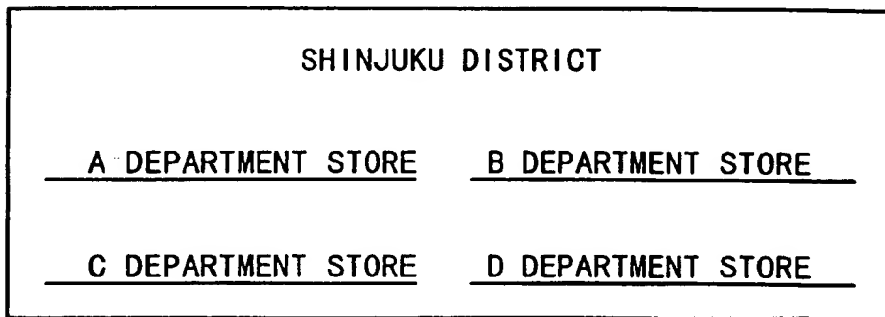 SHINJUKU DISTRICT
A DEPARTMENT STORE B DEPARTMENT STORE
C DEPARTMENT STORE D DEPARTMENT STORE